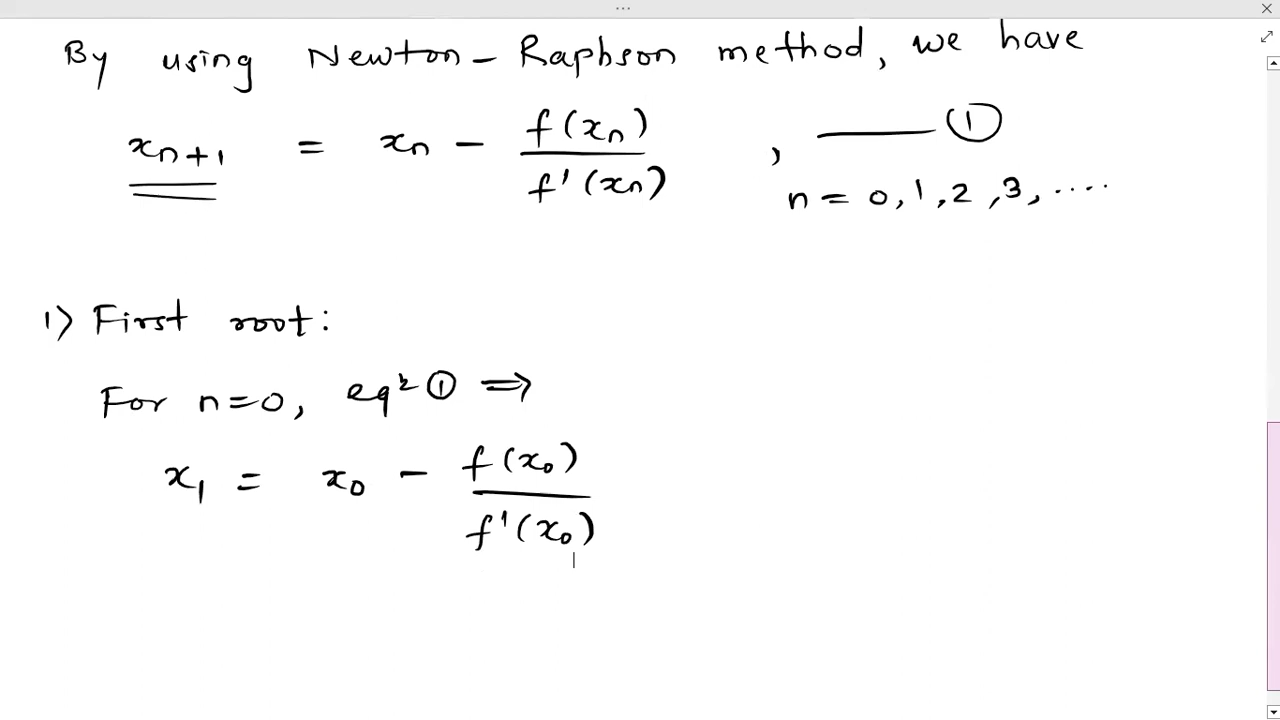 By using Newton-Raphson method, we have
xn+1 = xn - f(xn)/f'(xn) , —— ①
n = 0, 1, 2, 3, ....
1) First root:
For n=0, eqn ① ⇒
x1 = x0 - f(x0)/f'(x0)